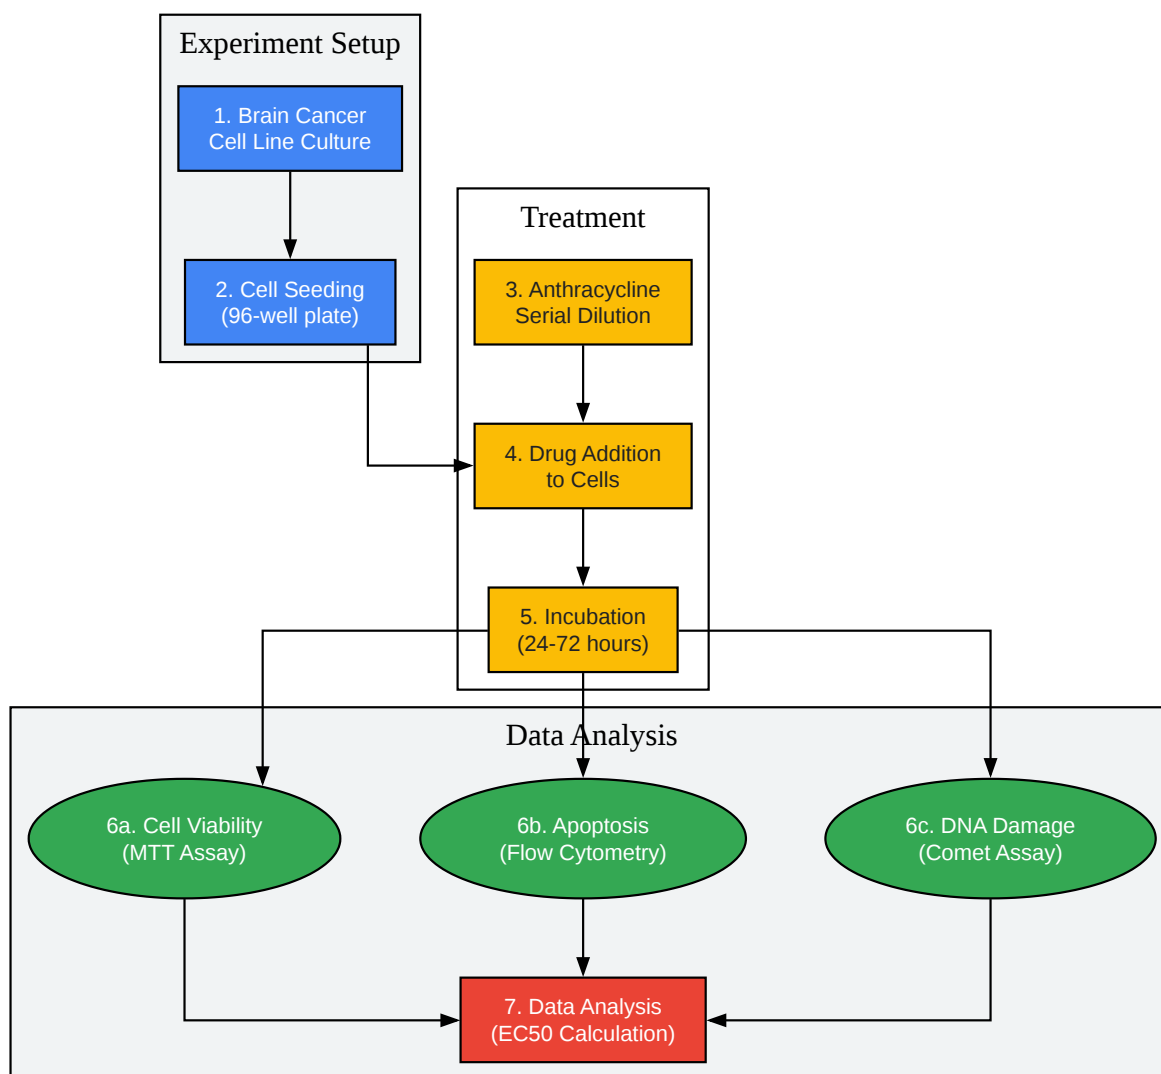 Experiment Setup
1. Brain Cancer
Cell Line Culture
2. Cell Seeding
(96-well plate)
Treatment
3. Anthracycline
Serial Dilution
4. Drug Addition
to Cells
5. Incubation
(24-72 hours)
Data Analysis
6a. Cell Viability
(MTT Assay)
6b. Apoptosis
(Flow Cytometry)
6c. DNA Damage
(Comet Assay)
7. Data Analysis
(EC50 Calculation)